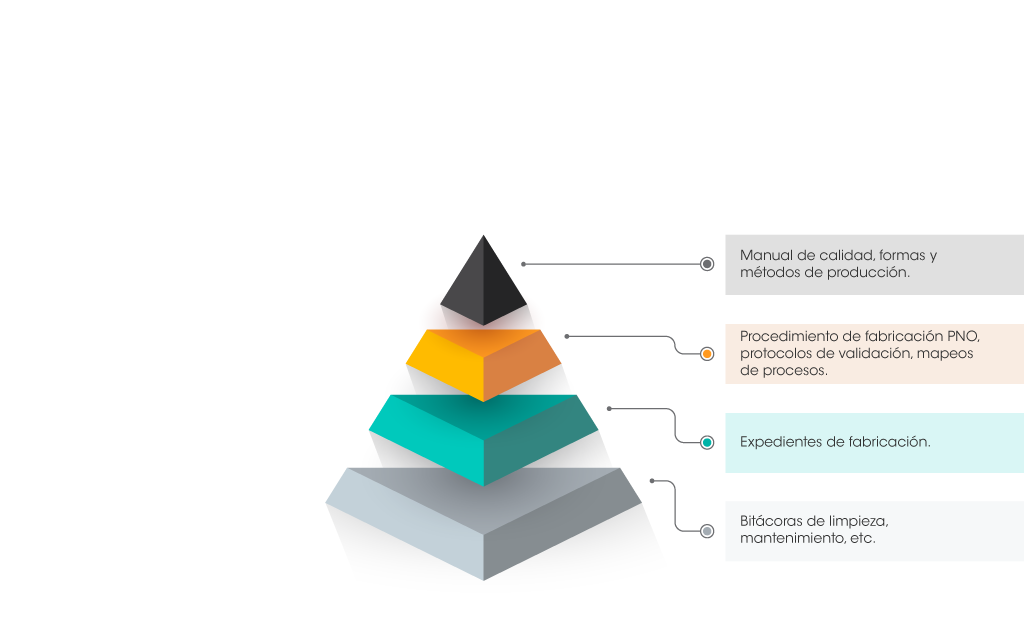 Manual de calidad, formas y
métodos de producción.
Procedimiento de fabricación PNO,
protocolos de validación, mapeos
de procesos.
Expedientes de fabricación.
Bitácoras de limpieza,
mantenimiento, etc.